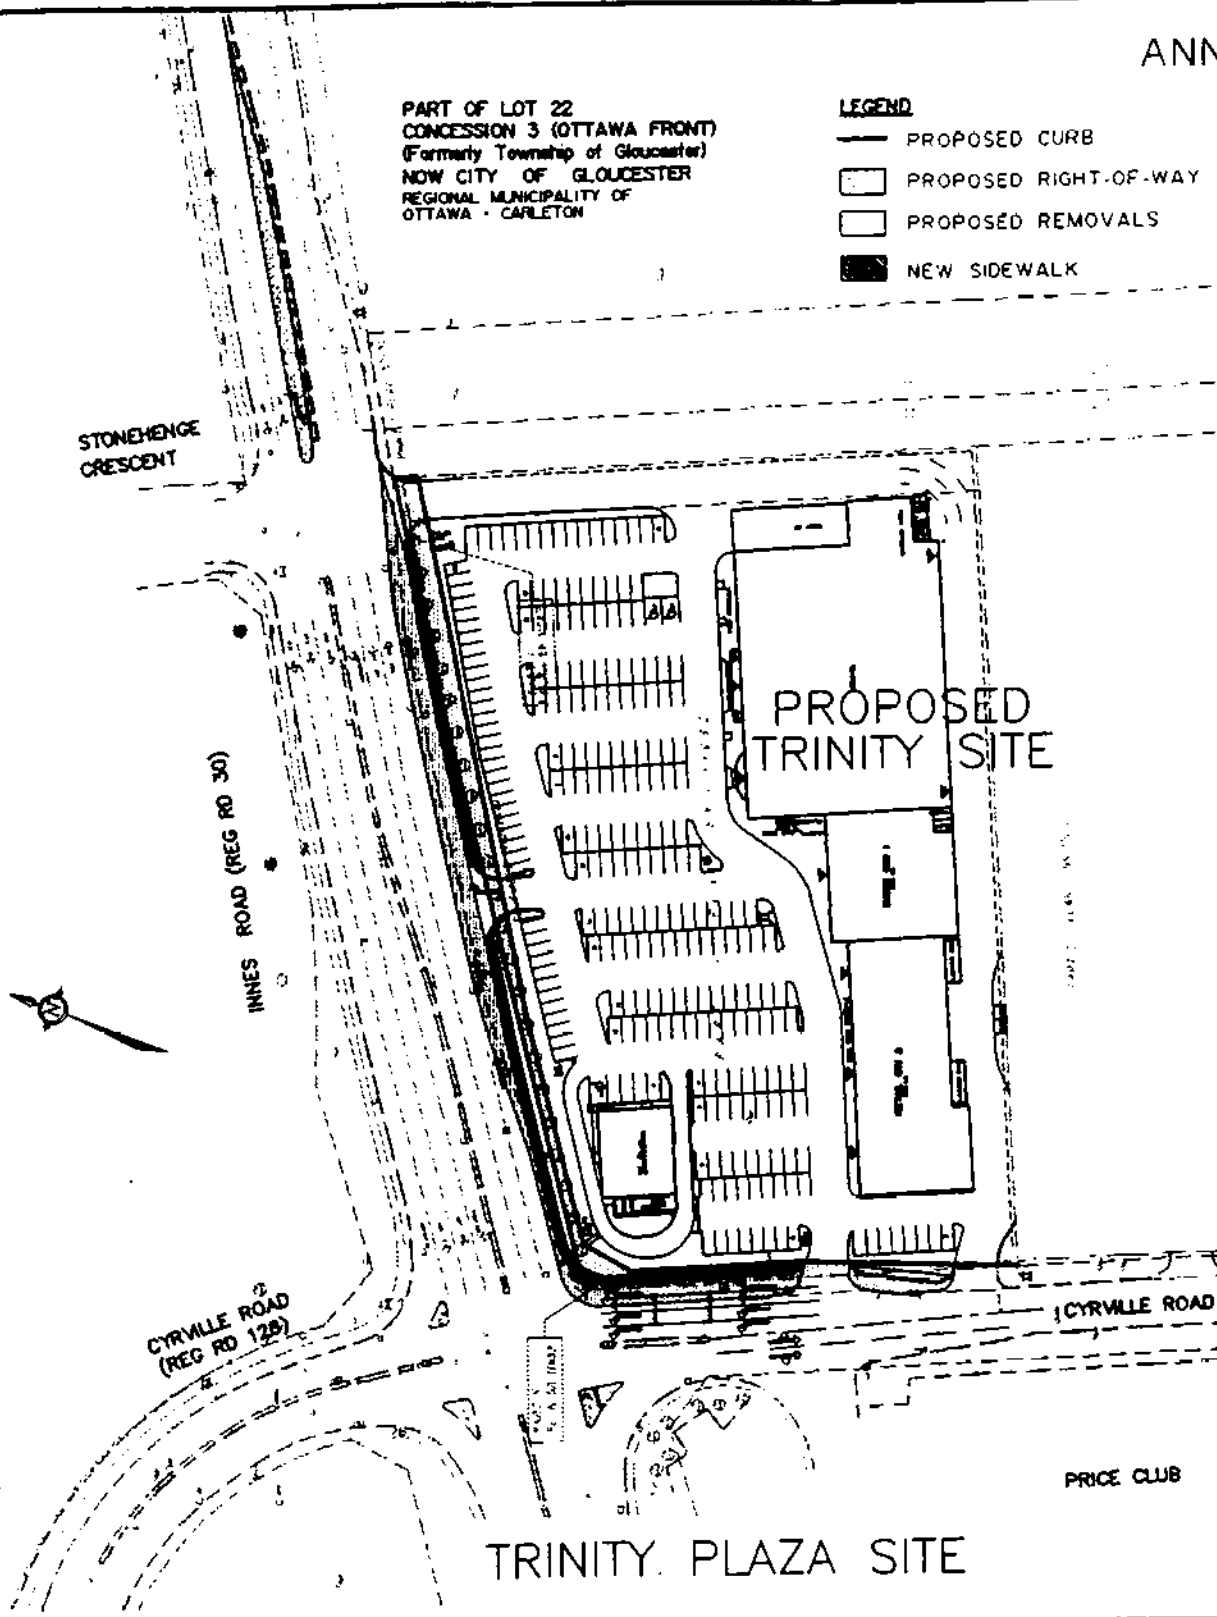 ANN
PART OF LOT 22
CONCESSION 3 (OTTAWA FRONT)
(Formerly Township of Gloucester)
NOW CITY OF GLOUCESTER
REGIONAL MUNICIPALITY OF
OTTAWA - CARLETON
LEGEND
PROPOSED CURB
PROPOSED RIGHT-OF-WAY
PROPOSED REMOVALS
NEW SIDEWALK
STONEHENGE
CRESCENT
PROPOSED
TRINITY SITE
INNES ROAD (REG RD 30)
N
CYRVILLE ROAD
(REG RD 128)
CYRVILLE ROAD
PRICE CLUB
TRINITY PLAZA SITE